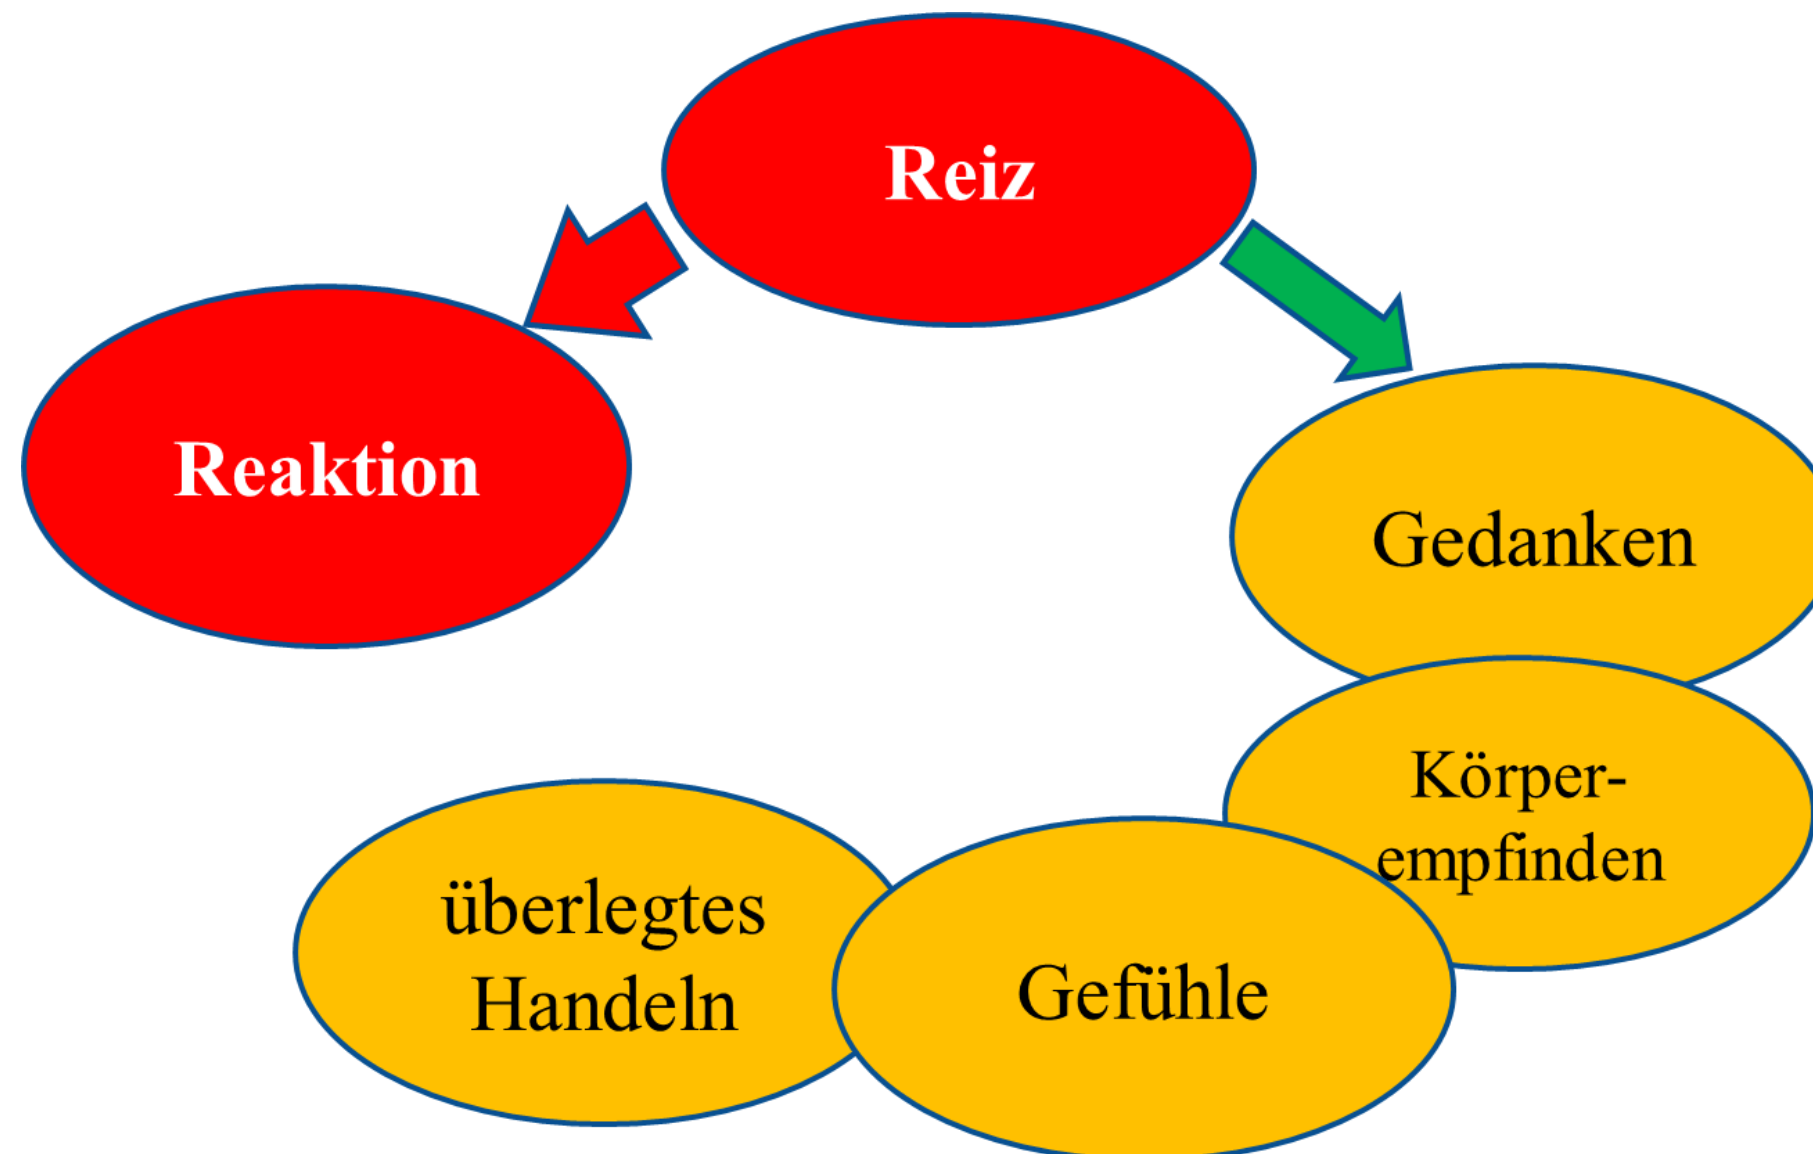 Reiz
Reaktion
Gedanken
Körper-
empfinden
Gefühle
überlegtes
Handeln